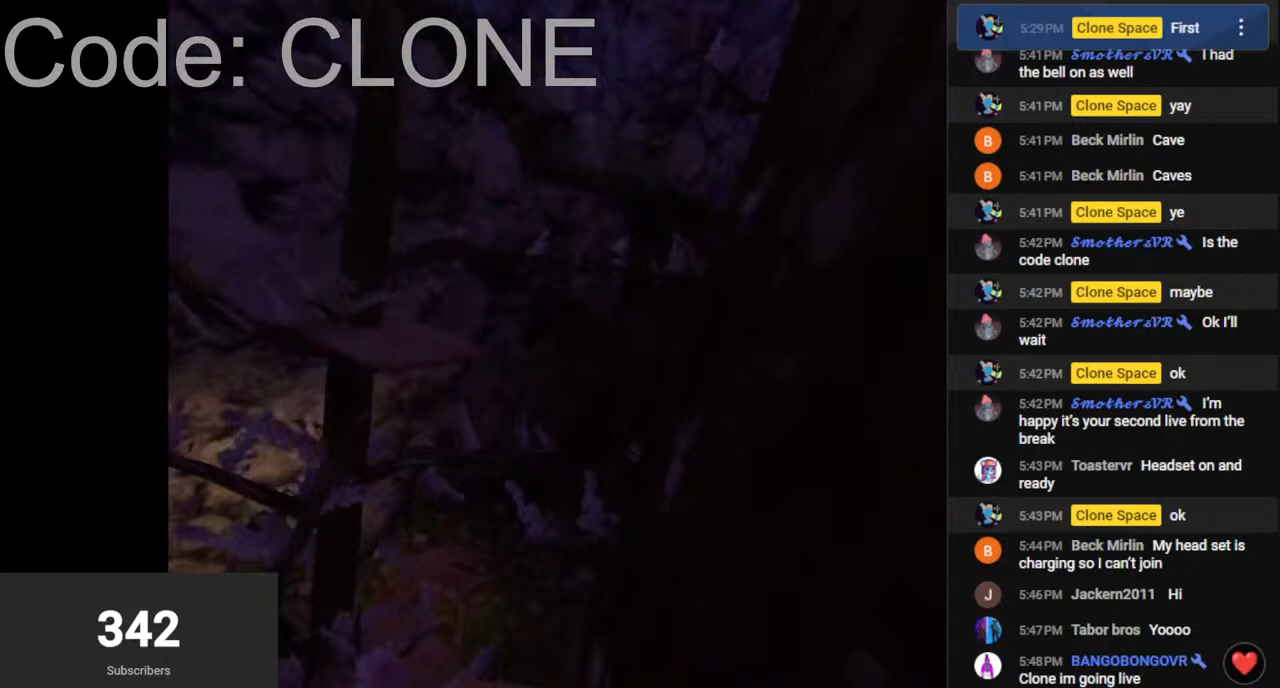 Code: CLONE
342
Subscribers
5:29 PM Clone Space First
5:41 PM SmothersVR I had
the bell on as well
5:41 PM Clone Space yay
5:41 PM Beck Mirlin Cave
5:41 PM Beck Mirlin Caves
5:41 PM Clone Space ye
5:42 PM SmothersVR Is the
code clone
5:42 PM Clone Space maybe
5:42 PM SmothersVR Ok I'll
wait
5:42 PM Clone Space ok
5:42 PM SmothersVR I'm
happy it's your second live from the
break
5:43 PM Toastervr Headset on and
ready
5:43 PM Clone Space ok
5:44 PM Beck Mirlin My head set is
charging so I can't join
5:46 PM Jackern2011 Hi
5:47 PM Tabor bros Yoooo
5:48 PM BANGOBONGOVR
Clone im going live
B
B
B
J